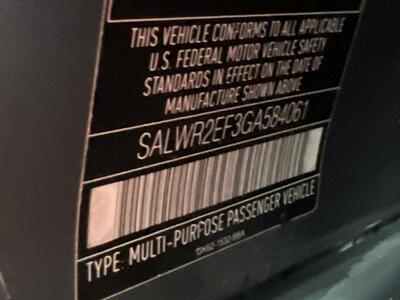 THIS VEHICLE CONFORMS TO ALL APPLICABLE
U.S. FEDERAL MOTOR VEHICLE SAFETY
STANDARDS IN EFFECT ON THE DATE OF
MANUFACTURE SHOWN ABOVE
SALWR2EF3GA584061
TYPE: MULTI-PURPOSE PASSENGER VEHICLE